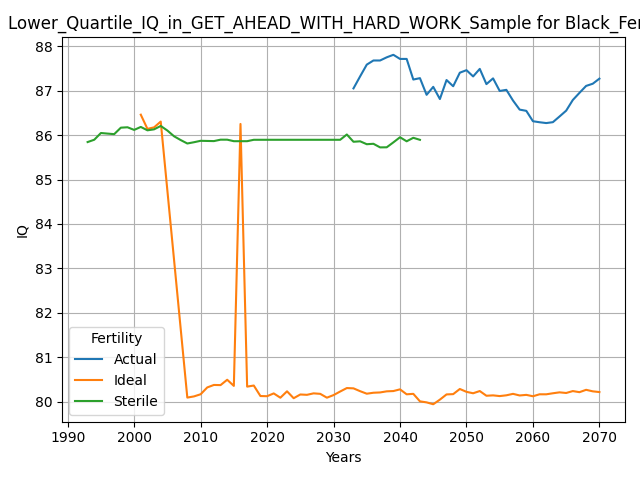 Lower_Quartile_IQ_in_GET_AHEAD_WITH_HARD_WORK_Sample for Black_Fe
88
87
86
85
84
83
82
81
80
IQ
Fertility
Actual
Ideal
Sterile
1990 2000 2010 2020 2030 2040 2050 2060 2070
Years